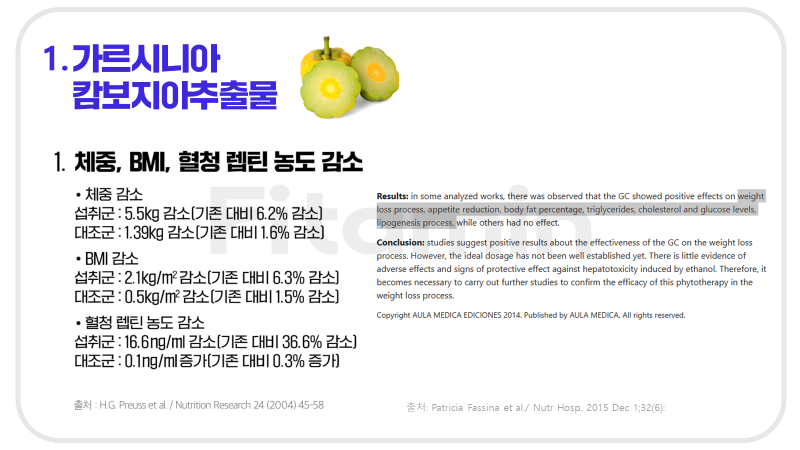 1. 가르시니아
캄보지아추출물
1. 체중, BMI, 혈청 렙틴 농도 감소
• 체중 감소
섭취군 : 5.5kg 감소(기존 대비 6.2% 감소)
대조군 : 1.39kg 감소(기존 대비 1.6% 감소)
• BMI 감소
섭취군 : 2.1kg/m² 감소(기존 대비 6.3% 감소)
대조군 : 0.5kg/m² 감소(기존 대비 1.5% 감소)
• 혈청 렙틴 농도 감소
섭취군 : 16.6ng/ml 감소(기존 대비 36.6% 감소)
대조군 : 0.1ng/ml 증가(기존 대비 0.3% 증가)
출처 : H.G. Preuss et al. / Nutrition Research 24 (2004) 45-58
Results: in some analyzed works, there was observed that the GC showed positive effects on weight
loss process, appetite reduction, body fat percentage, triglycerides, cholesterol and glucose levels,
lipogenesis process, while others had no effect.
Conclusion: studies suggest positive results about the effectiveness of the GC on the weight loss
process. However, the ideal dosage has not been well established yet. There is little evidence of
adverse effects and signs of protective effect against hepatotoxicity induced by ethanol. Therefore, it
becomes necessary to carry out further studies to confirm the efficacy of this phytotherapy in the
weight loss process.
Copyright AULA MEDICA EDICIONES 2014. Published by AULA MEDICA. All rights reserved.
출처: Patricia Fassina et al./ Nutr Hosp. 2015 Dec 1;32(6):